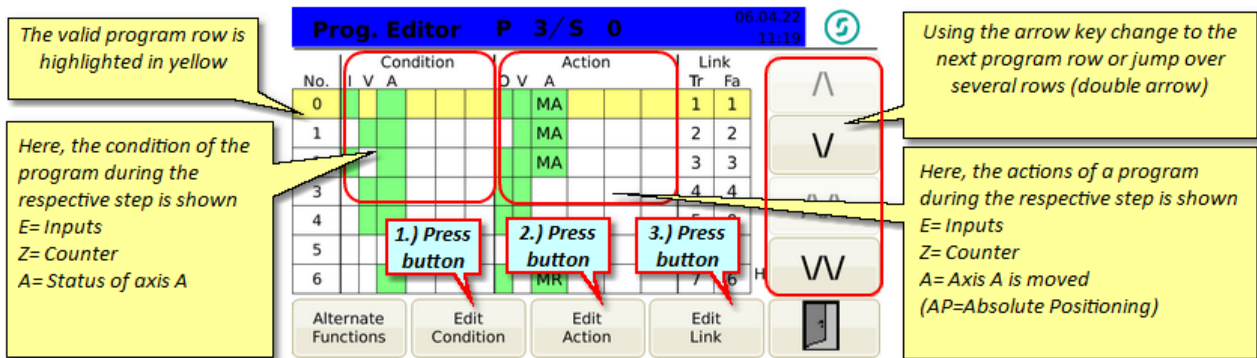 The valid program row is
highlighted in yellow
Here, the condition of the
program during the
respective step is shown
E= Inputs
Z= Counter
A= Status of axis A
Prog. Editor P 3/S 0
06.04.22
11:19
Condition Action Link
No. I V A O V A Tr Fa
0 MA 1 1
1 MA 2 2
MA 3 3
3 4 4
4
5
6 MR 7 6 H
1.) Press
button
2.) Press
button
3.) Press
button
Alternate
Functions
Edit
Condition
Edit
Action
Edit
Link
/\
\/
\/\/
Using the arrow key change to the
next program row or jump over
several rows (double arrow)
Here, the actions of a program
during the respective step is shown
E= Inputs
Z= Counter
A= Axis A is moved
(AP=Absolute Positioning)